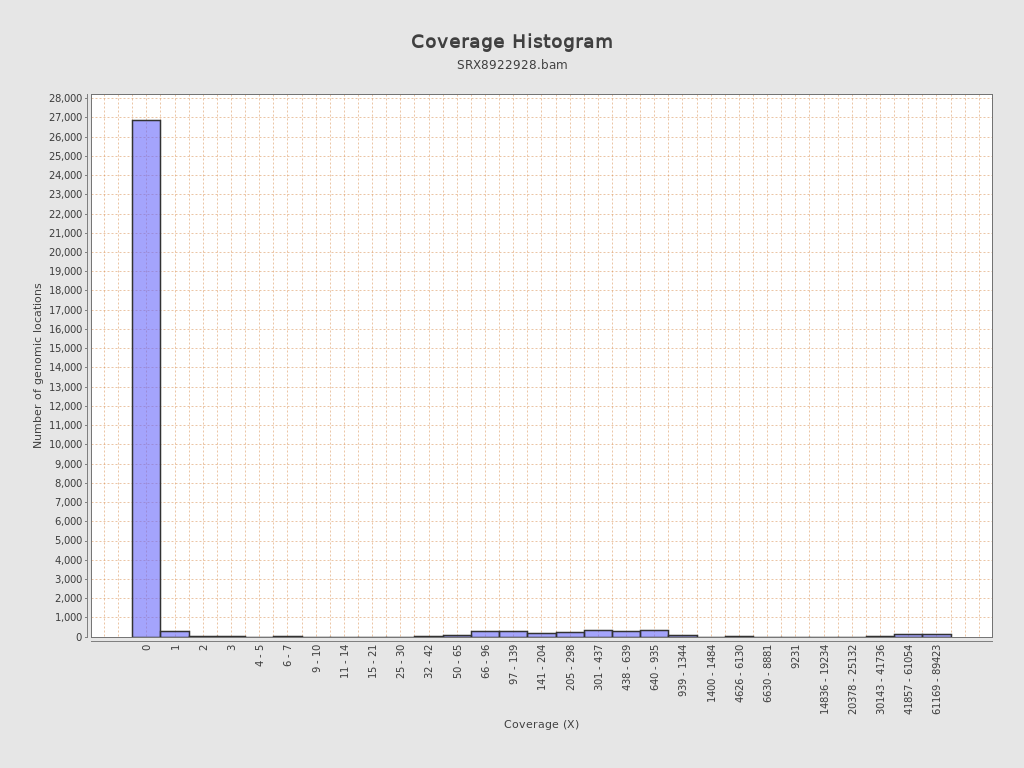 Coverage Histogram
SRX8922928.bam
Number of genomic locations
28,000
27,000
26,000
25,000
24,000
23,000
22,000
21,000
20,000
19,000
18,000
17,000
16,000
15,000
14,000
13,000
12,000
11,000
10,000
9,000
8,000
7,000
6,000
5,000
4,000
3,000
2,000
1,000
0
0
1
2
3
4 - 5
6 - 7
9 - 10
11 - 14
15 - 21
25 - 30
32 - 42
50 - 65
66 - 96
97 - 139
141 - 204
205 - 298
301 - 437
438 - 639
640 - 935
939 - 1344
1400 - 1484
4626 - 6130
6630 - 8881
9231
14836 - 19234
20378 - 25132
30143 - 41736
41857 - 61054
61169 - 89423
Coverage (X)